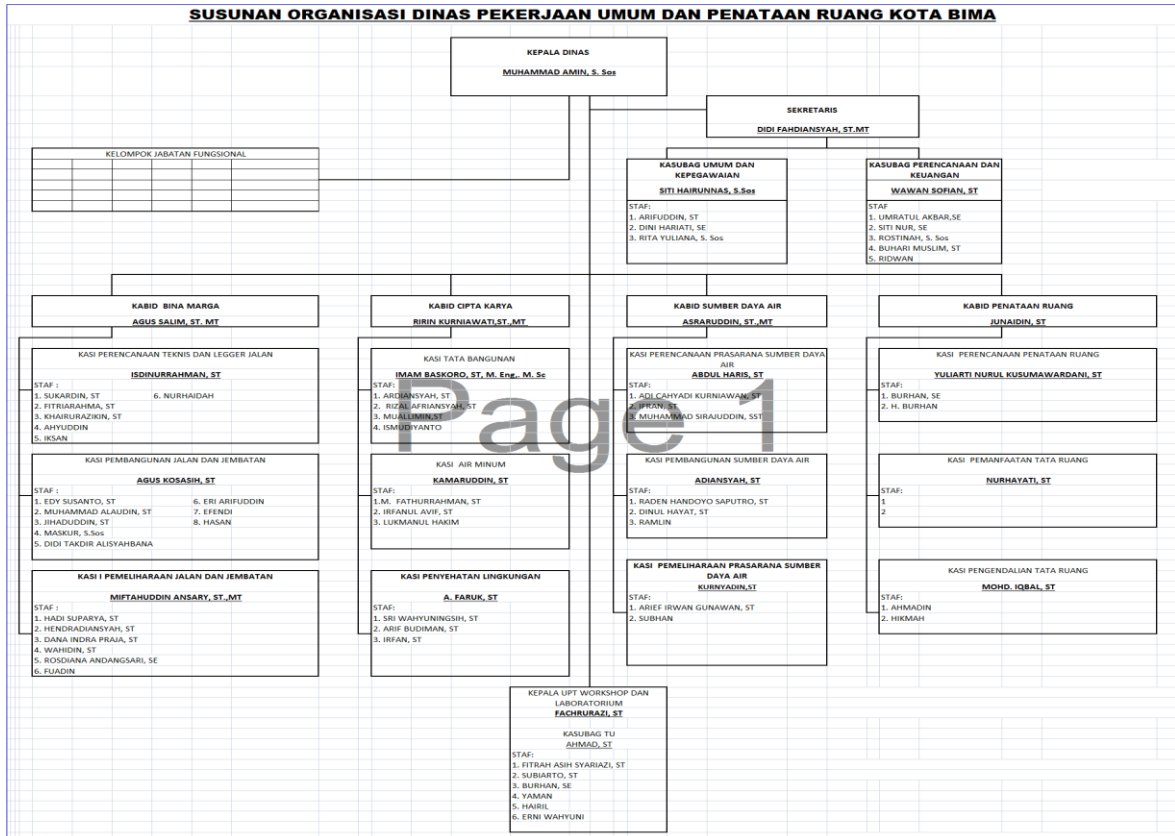 SUSUNAN ORGANISASI DINAS PEKERJAAN UMUM DAN PENATAAN RUANG KOTA BIMA
KEPALA DINAS
MUHAMMAD AMIN, S. Sos
SEKRETARIS
DIDI FAHDIANSYAH, ST.MT
KELOMPOK JABATAN FUNGSIONAL
KASUBAG UMUM DAN
KEPEGAWAIAN
SITI HAIRUNNAS, S.Sos
STAF:
1. ARIFUDDIN, ST
2. DINI HARIATI, SE
3. RITA YULIANA, S. Sos
KASUBAG PERENCANAAN DAN
KEUANGAN
WAWAN SOFIAN, ST
STAF
1. UMRATUL AKBAR,SE
2. SITI NUR, SE
3. ROSTINAH, S. Sos
4. BUHARI MUSLIM, ST
5. RIDWAN
KABID  BINA MARGA
AGUS SALIM, ST. MT
KASI PERENCANAAN TEKNIS DAN LEGGER JALAN
ISDINURRAHMAN, ST
STAF :
1. SUKARDIN, ST
2. FITRIARAHMA, ST
3. KHAIRURAZIKIN, ST
4. AHYUDDIN
5. IKSAN
6. NURHAIDAH
KASI PEMBANGUNAN JALAN DAN JEMBATAN
AGUS KOSASIH, ST
STAF :
1. EDY SUSANTO, ST
2. MUHAMMAD ALAUDIN, ST
3. JIHADUDDIN, ST
4. MASKUR, S.Sos
5. DIDI TAKDIR ALISYAHBANA
6. ERI ARIFUDDIN
7. EFENDI
8. HASAN
KASI I PEMELIHARAAN JALAN DAN JEMBATAN
MIFTAHUDDIN ANSARY, ST.,MT
STAF :
1. HADI SUPARYA, ST
2. HENDRADIANSYAH, ST
3. DANA INDRA PRAJA, ST
4. WAHIDIN, ST
5. ROSDIANA ANDANGSARI, SE
6. FUADIN
KABID CIPTA KARYA
RIRIN KURNIAWATI,ST.,MT
KASI TATA BANGUNAN
IMAM BASKORO, ST, M. Eng,. M. Sc
STAF:
1. ARDIANSYAH, ST
2.  RIZAL AFRIANSYAH, ST
3. MUALLIMIN,ST
4. ISMUDIYANTO
KASI  AIR MINUM
KAMARUDDIN, ST
STAF:
1.M.  FATHURRAHMAN, ST
2. IRFANUL AVIF, ST
3. LUKMANUL HAKIM
KASI PENYEHATAN LINGKUNGAN
A. FARUK, ST
STAF:
1. SRI WAHYUNINGSIH, ST
2. ARIF BUDIMAN, ST
3. IRFAN, ST
KABID SUMBER DAYA AIR
ASRARUDDIN, ST.,MT
KASI PERENCANAAN PRASARANA SUMBER DAYA
AIR
ABDUL HARIS, ST
STAF:
1. ADI CAHYADI KURNIAWAN, ST
2. IFRAN, ST
3. MUHAMMAD SIRAJUDDIN, SST
KASI PEMBANGUNAN SUMBER DAYA AIR
ADIANSYAH, ST
STAF:
1. RADEN HANDOYO SAPUTRO, ST
2. DINUL HAYAT, ST
3. RAMLIN
KASI  PEMELIHARAAN PRASARANA SUMBER
DAYA AIR
KURNYADIN,ST
STAF:
1. ARIEF IRWAN GUNAWAN, ST
2. SUBHAN
KABID PENATAAN RUANG
JUNAIDIN, ST
KASI  PERENCANAAN PENATAAN RUANG
YULIARTI NURUL KUSUMAWARDANI, ST
STAF:
1. BURHAN, SE
2. H. BURHAN
KASI  PEMANFAATAN TATA RUANG
NURHAYATI, ST
STAF:
1
2
KASI PENGENDALIAN TATA RUANG
MOHD. IQBAL, ST
STAF:
1. AHMADIN
2. HIKMAH
Page 1
KEPALA UPT WORKSHOP DAN
LABORATORIUM
FACHRURAZI, ST
KASUBAG TU
AHMAD, ST
STAF:
1. FITRAH ASIH SYARIAZI, ST
2. SUBIARTO, ST
3. BURHAN, SE
4. YAMAN
5. HAIRIL
6. ERNI WAHYUNI